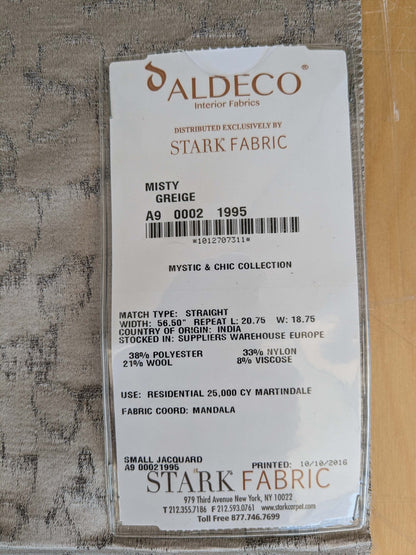 ALDECO®
Interior Fabrics
DISTRIBUTED EXCLUSIVELY BY
STARK FABRIC
MISTY
GREIGE
A9 0002 1995
*1012707311*
MYSTIC & CHIC COLLECTION
MATCH TYPE: STRAIGHT
WIDTH: 56.50" REPEAT L: 20.75 W: 18.75
COUNTRY OF ORIGIN: INDIA
STOCKED IN: SUPPLIERS WAREHOUSE EUROPE
38% POLYESTER 33% NYLON
21% WOOL 8% VISCOSE
USE: RESIDENTIAL 25,000 CY MARTINDALE
FABRIC COORD: MANDALA
SMALL JACQUARD
A9 00021995 PRINTED: 10/10/2016
STARK FABRIC
979 Third Avenue New York, NY 10022
T 212.355.7186 F 212.593.0761 www.starkcarpet.com
Toll Free 877.746.7699